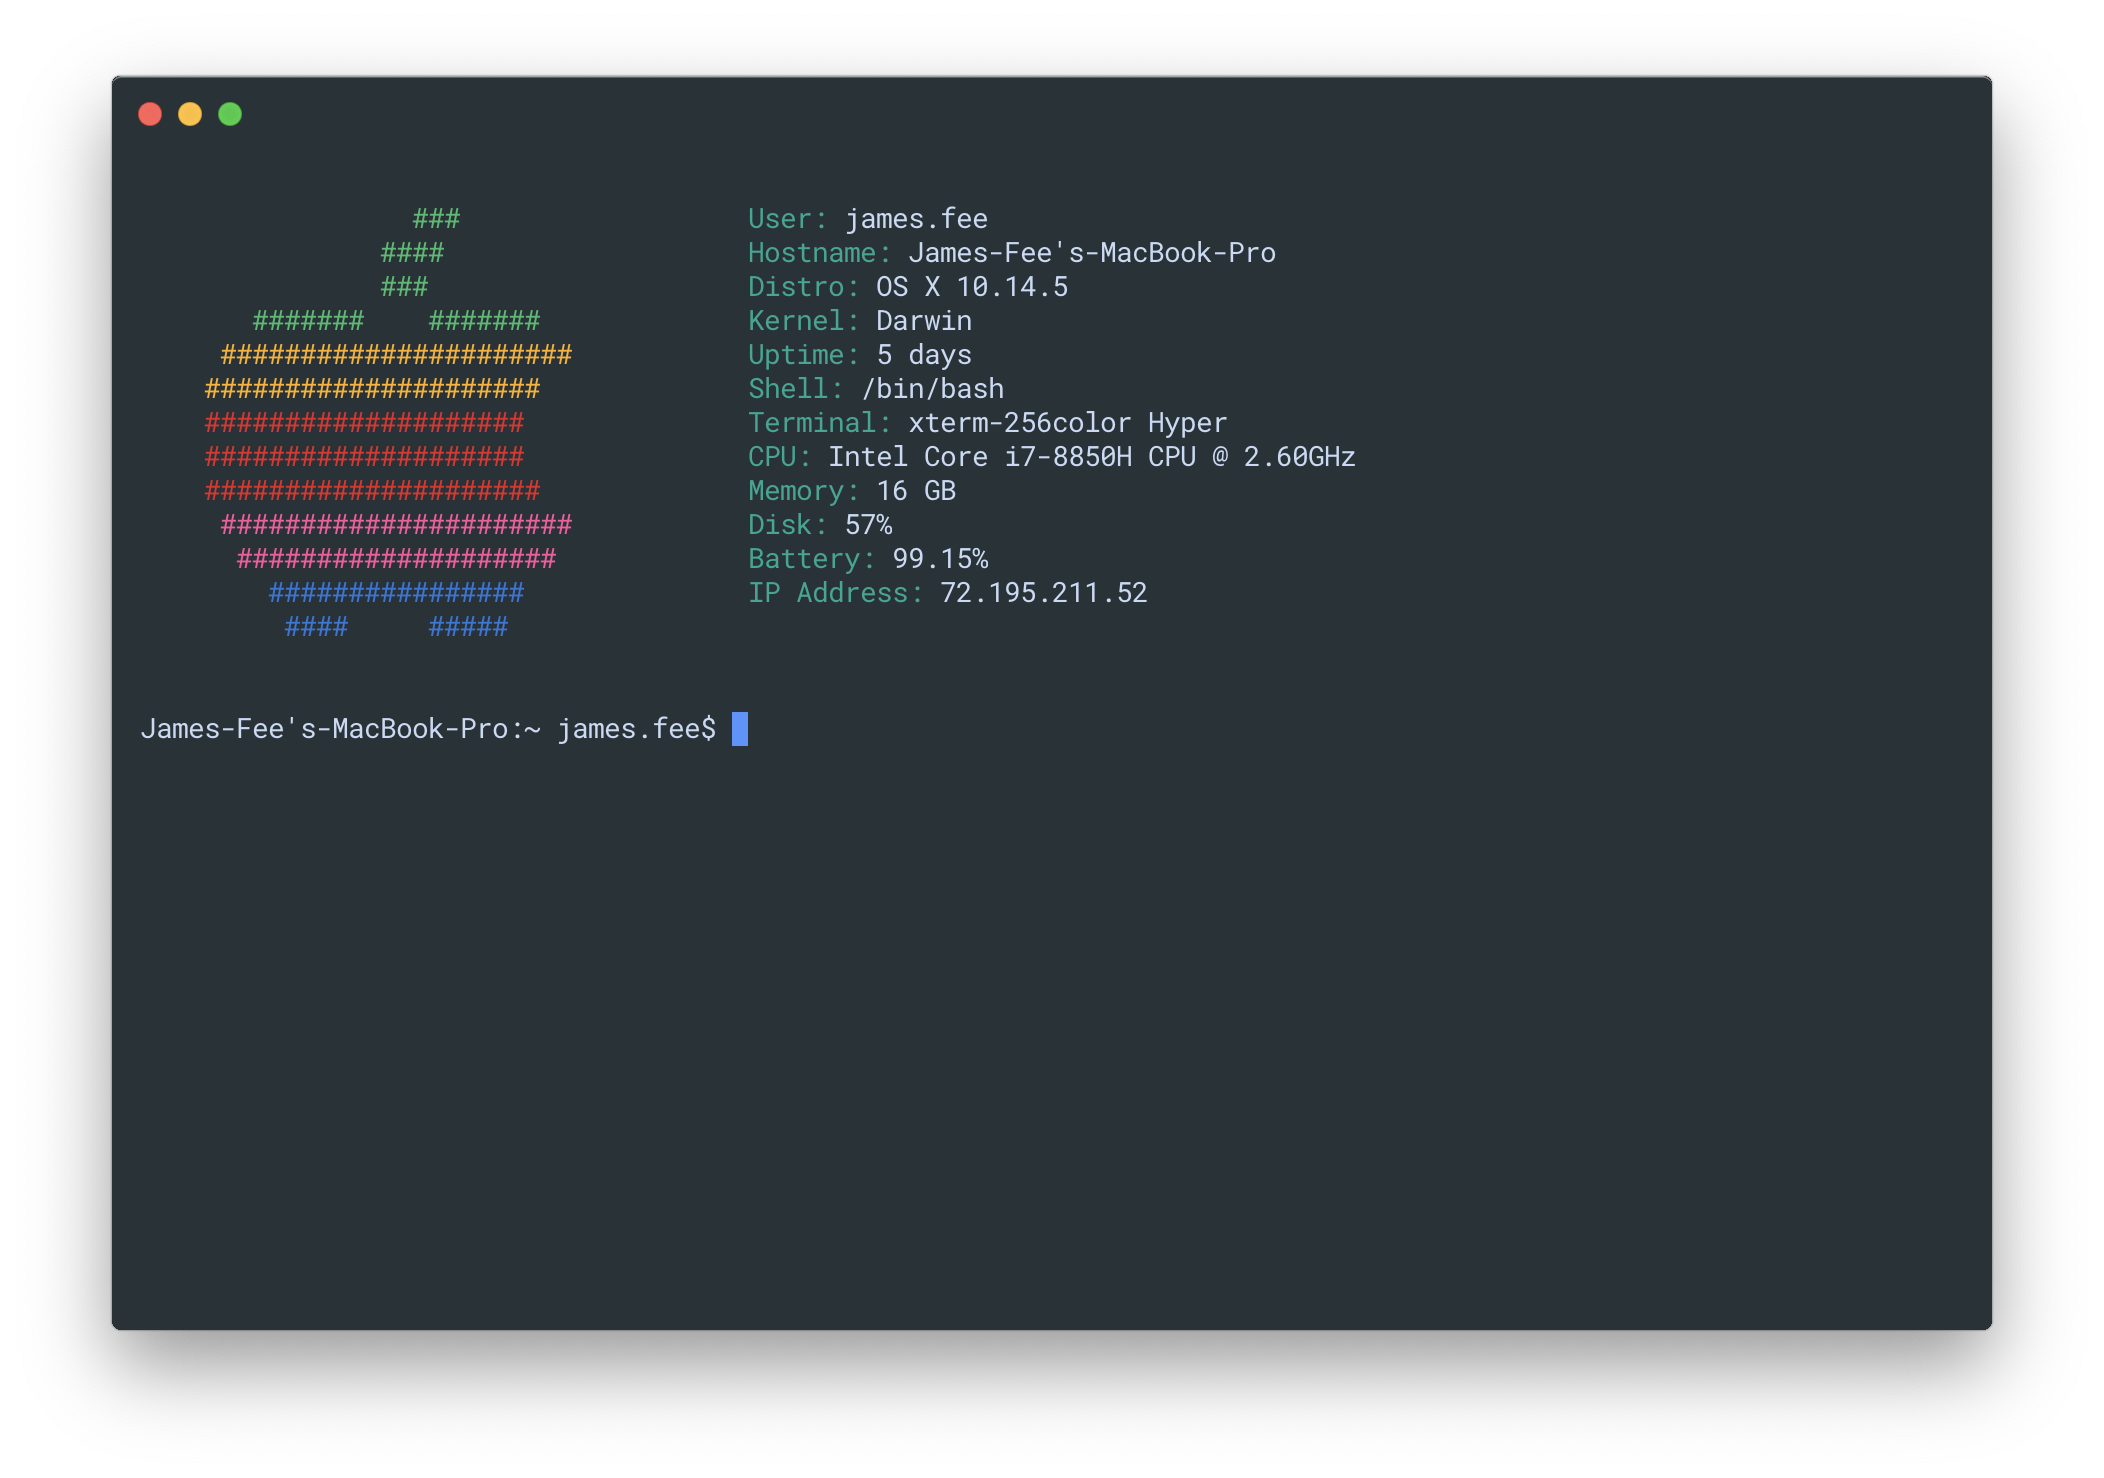 ### User: james.fee
#### Hostname: James-Fee's-MacBook-Pro
### Distro: OS X 10.14.5
####### ####### Kernel: Darwin
###################### Uptime: 5 days
##################### Shell: /bin/bash
#################### Terminal: xterm-256color Hyper
#################### CPU: Intel Core i7-8850H CPU @ 2.60GHz
##################### Memory: 16 GB
###################### Disk: 57%
#################### Battery: 99.15%
################ IP Address: 72.195.211.52
#### #####
James-Fee's-MacBook-Pro:~ james.fee$